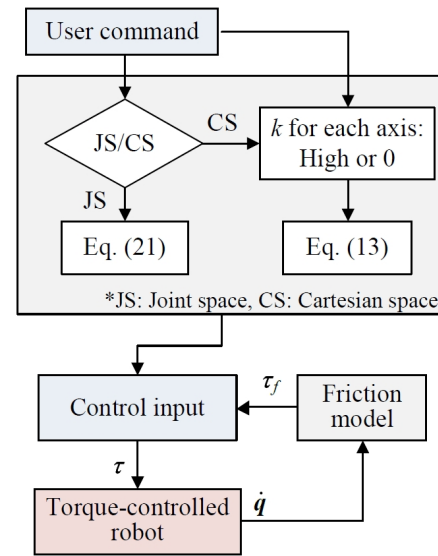 User command
JS/CS
CS
k for each axis:
High or 0
JS
Eq. (21)
Eq. (13)
*JS: Joint space, CS: Cartesian space
Control input
τf
Friction
model
τ
Torque-controlled
robot
q̇